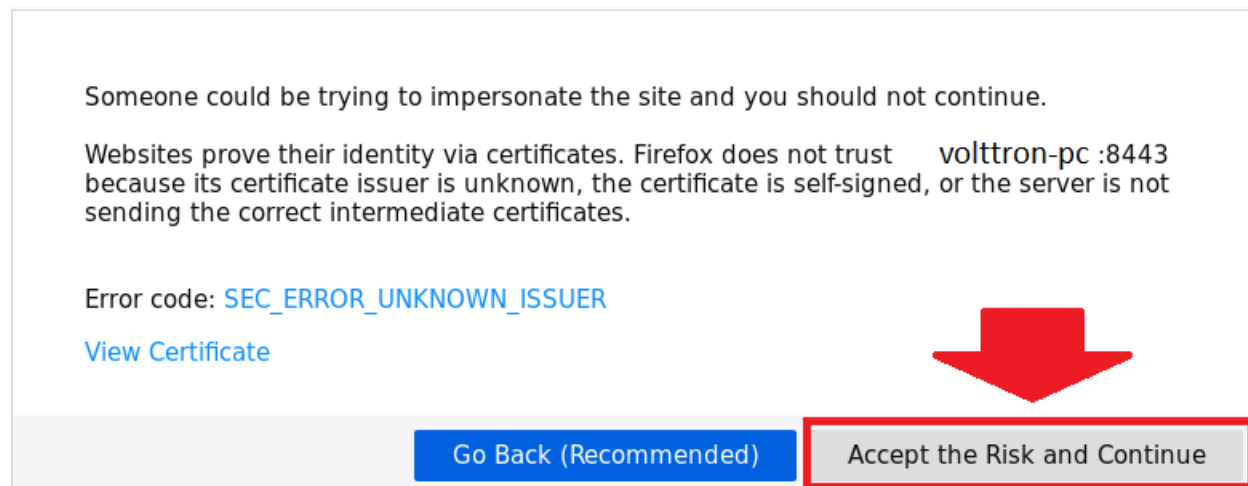 Someone could be trying to impersonate the site and you should not continue.
Websites prove their identity via certificates. Firefox does not trust volttron-pc :8443
because its certificate issuer is unknown, the certificate is self-signed, or the server is not
sending the correct intermediate certificates.
Error code: SEC_ERROR_UNKNOWN_ISSUER
View Certificate
Go Back (Recommended)
Accept the Risk and Continue